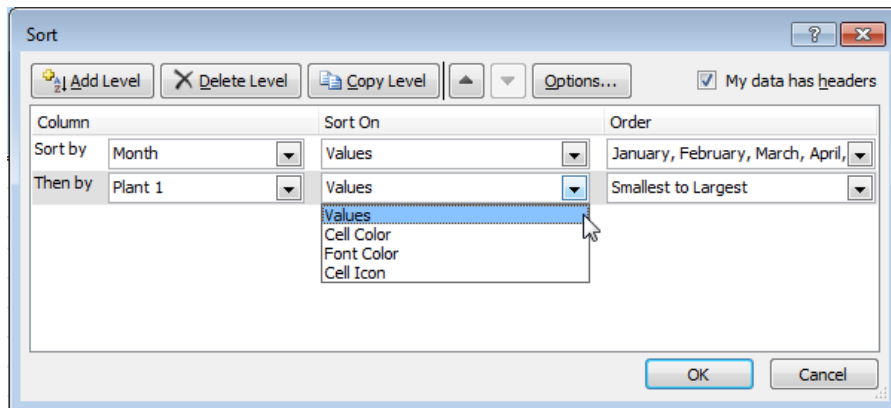 Sort
Add Level Delete Level Copy Level Options... My data has headers
Column Sort On Order
Sort by Month Values January, February, March, April,
Then by Plant 1 Values Smallest to Largest
Values
Cell Color
Font Color
Cell Icon
OK Cancel